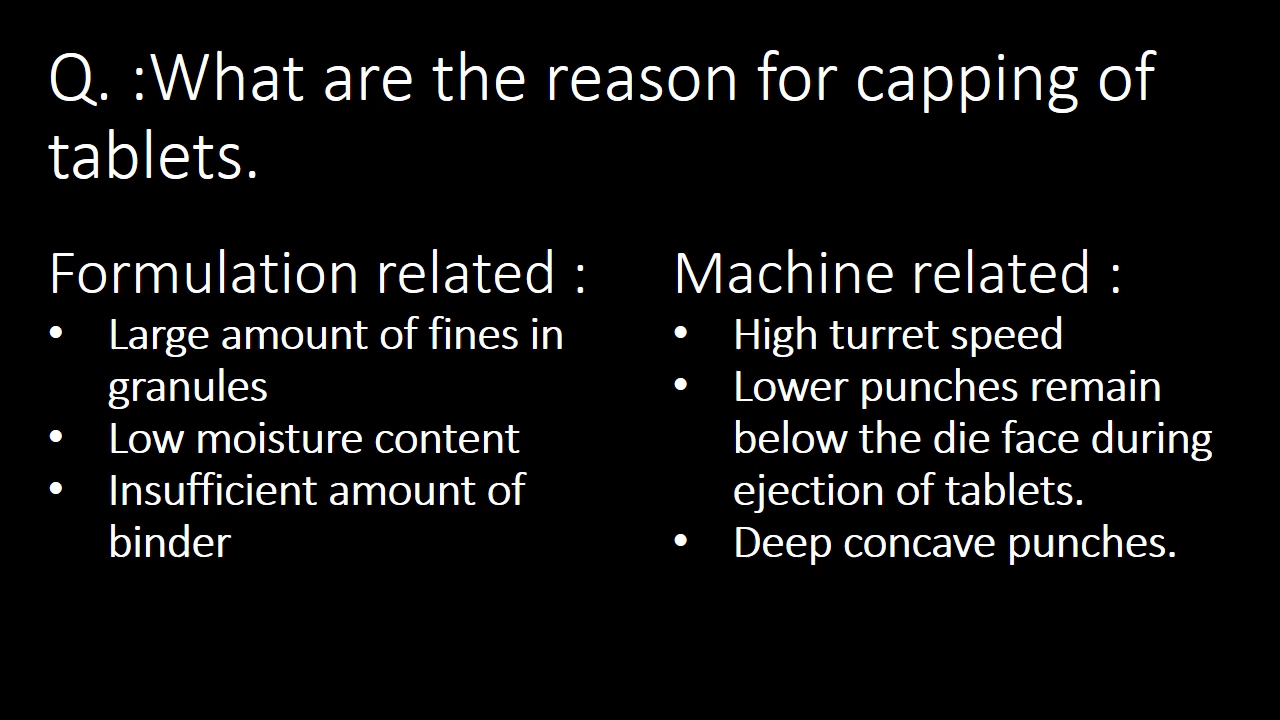 Q. :What are the reason for capping of
tablets.
Formulation related :
• Large amount of fines in
granules
• Low moisture content
• Insufficient amount of
binder
Machine related :
• High turret speed
• Lower punches remain
below the die face during
ejection of tablets.
• Deep concave punches.